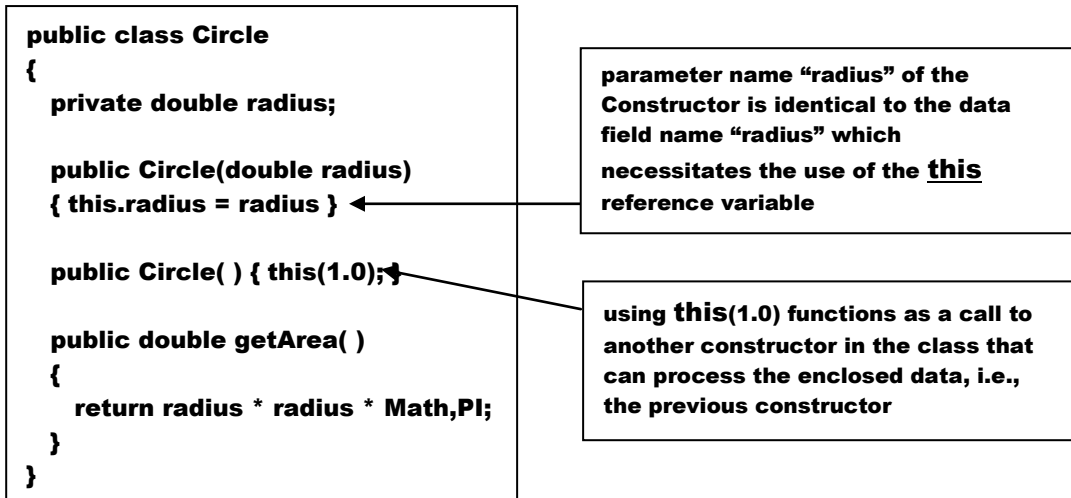 public class Circle
{
private double radius;
public Circle(double radius)
{ this.radius = radius }
public Circle( ) { this(1.0); }
public double getArea( )
{
return radius * radius * Math,PI;
}
}
parameter name “radius” of the
Constructor is identical to the data
field name “radius” which
necessitates the use of the this
reference variable
using this(1.0) functions as a call to
another constructor in the class that
can process the enclosed data, i.e.,
the previous constructor